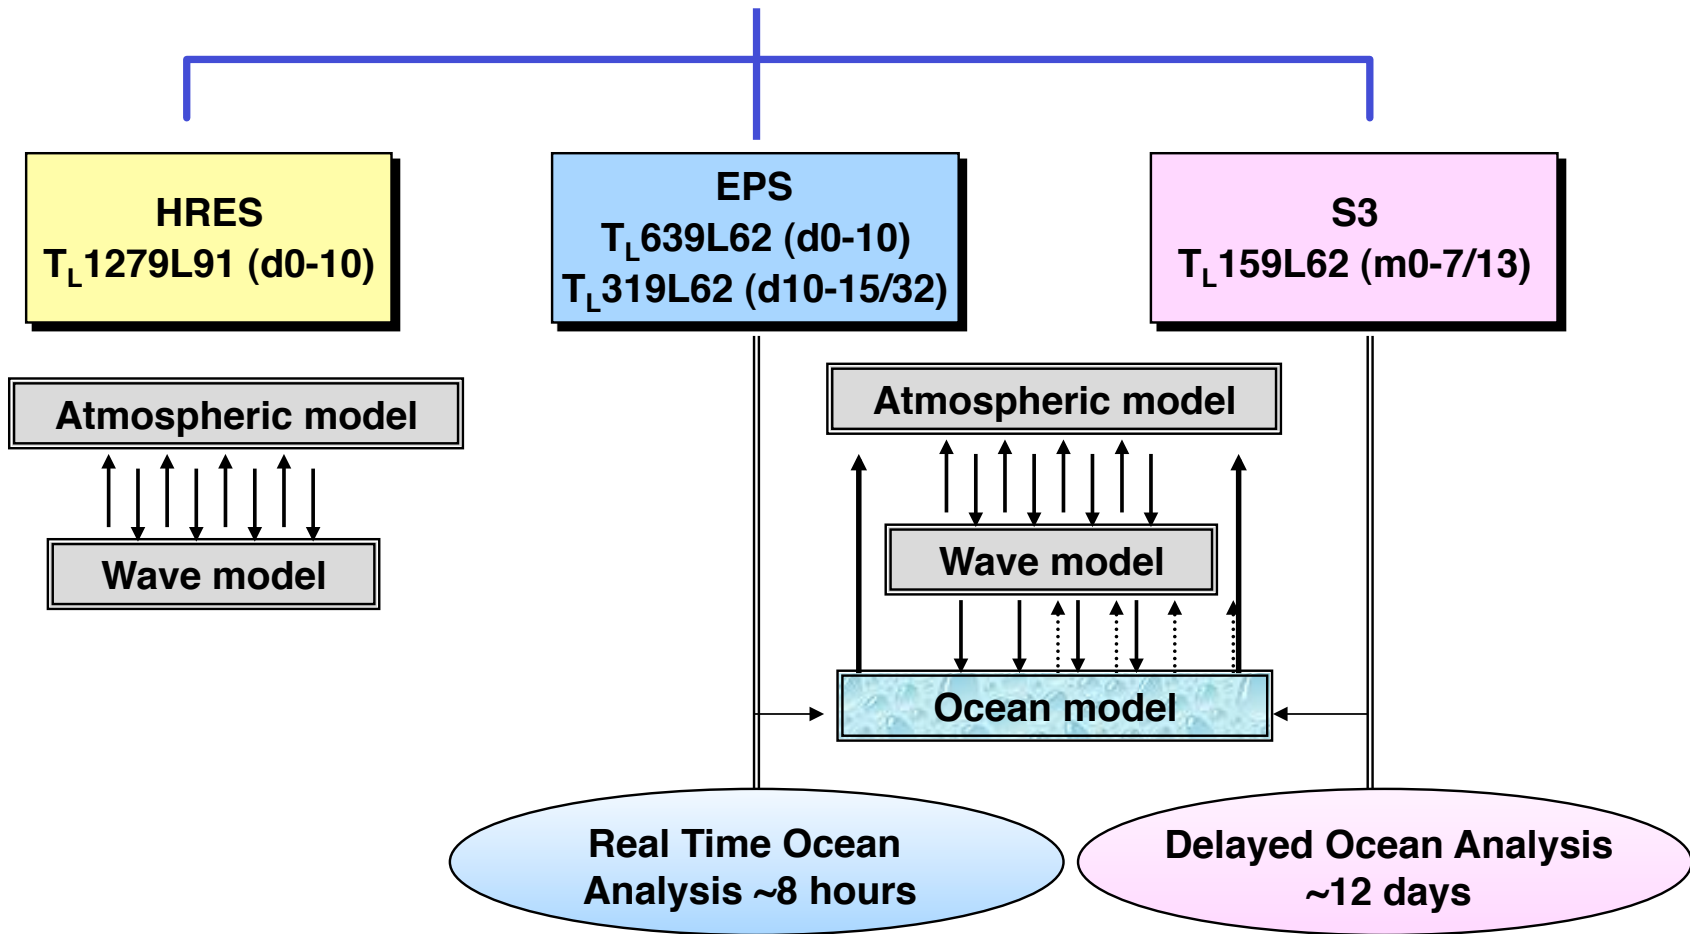 HRES
TL1279L91 (d0-10)
EPS
TL639L62 (d0-10)
TL319L62 (d10-15/32)
S3
TL159L62 (m0-7/13)
Atmospheric model
Wave model
Atmospheric model
Wave model
Ocean model
Real Time Ocean
Analysis ~8 hours
Delayed Ocean Analysis
~12 days